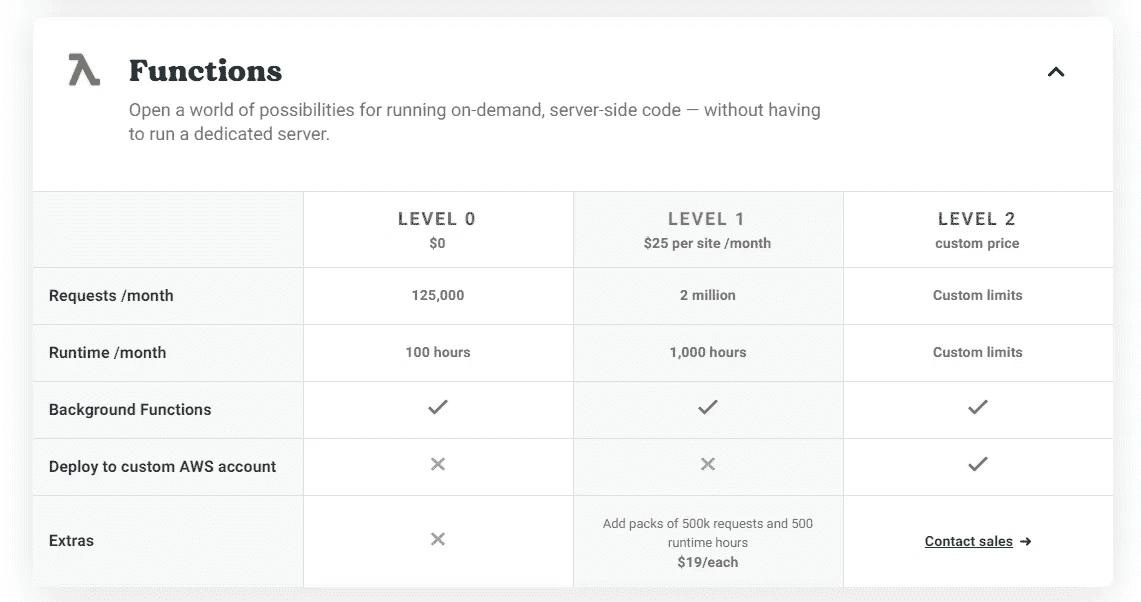 Functions
Open a world of possibilities for running on-demand, server-side code — without having
to run a dedicated server.
LEVEL 0
$0
LEVEL 1
$25 per site /month
LEVEL 2
custom price
Requests /month
125,000
2 million
Custom limits
Runtime /month
100 hours
1,000 hours
Custom limits
Background Functions
Deploy to custom AWS account
Extras
Add packs of 500k requests and 500
runtime hours
$19/each
Contact sales →